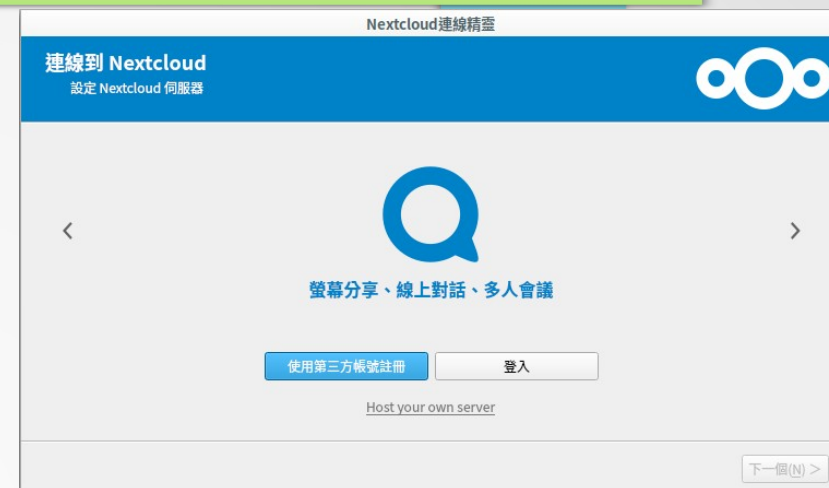 Nextcloud連線精靈
連線到 Nextcloud
設定 Nextcloud 伺服器
螢幕分享、線上對話、多人會議
使用第三方帳號註冊
登入
Host your own server
下一個(N) >